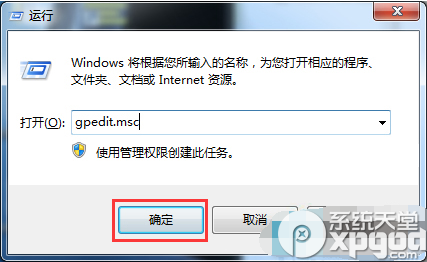 运行
Windows 将根据您所输入的名称，为您打开相应的程序、
文件夹、文档或 Internet 资源。
打开(O): gpedit.msc
使用管理权限创建此任务。
确定 取消
系统天堂
xpgod